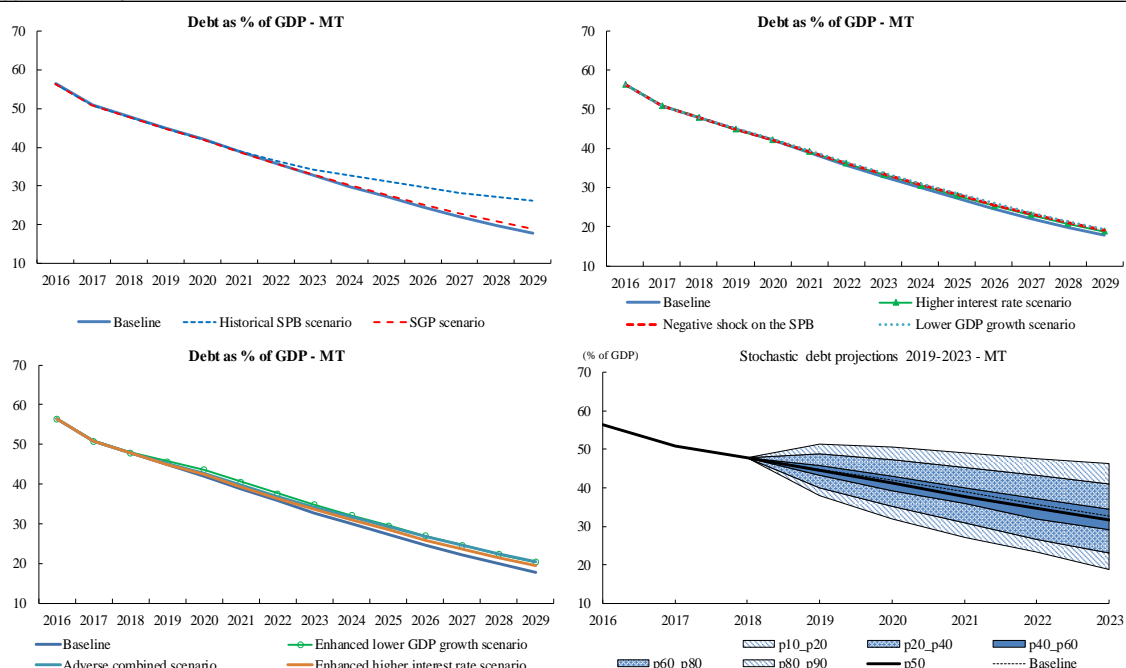 Debt as % of GDP - MT
70
60
50
40
30
20
10
2016 2017 2018 2019 2020 2021 2022 2023 2024 2025 2026 2027 2028 2029
Baseline Historical SPB scenario SGP scenario
Debt as % of GDP - MT
70
60
50
40
30
20
10
2016 2017 2018 2019 2020 2021 2022 2023 2024 2025 2026 2027 2028 2029
Baseline Higher interest rate scenario
Negative shock on the SPB Lower GDP growth scenario
Debt as % of GDP - MT
70
60
50
40
30
20
10
2016 2017 2018 2019 2020 2021 2022 2023 2024 2025 2026 2027 2028 2029
Baseline Enhanced lower GDP growth scenario
Adverse combined scenario Enhanced higher interest rate scenario
(% of GDP) Stochastic debt projections 2019-2023 - MT
70
60
50
40
30
20
10
2016 2017 2018 2019 2020 2021 2022 2023
p10_p20 p20_p40 p40_p60
p60_p80 p80_p90 p50 Baseline